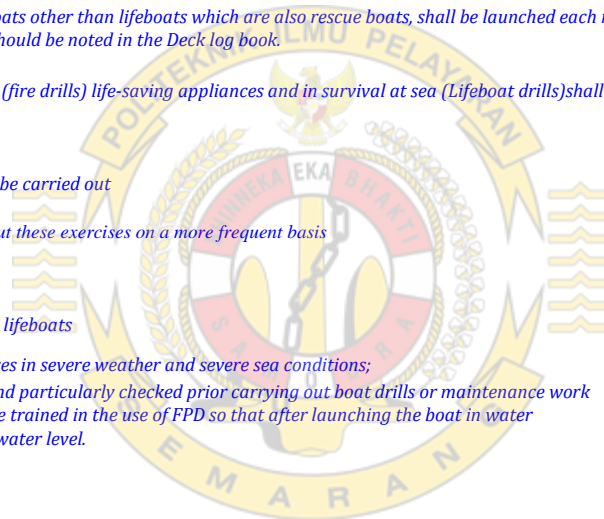 oats other than lifeboats which are also rescue boats, shall be launched each
hould be noted in the Deck log book.
(fire drills) life-saving appliances and in survival at sea (Lifeboat drills)shall
be carried out
ut these exercises on a more frequent basis
lifeboats
es in severe weather and severe sea conditions;
nd particularly checked prior carrying out boat drills or maintenance work
e trained in the use of FPD so that after launching the boat in water
water level.
POLITEKNIK ILMU PELAYARAN
BHINNEKA EKA BHAKTI
SAMUDRA
SEMARANG